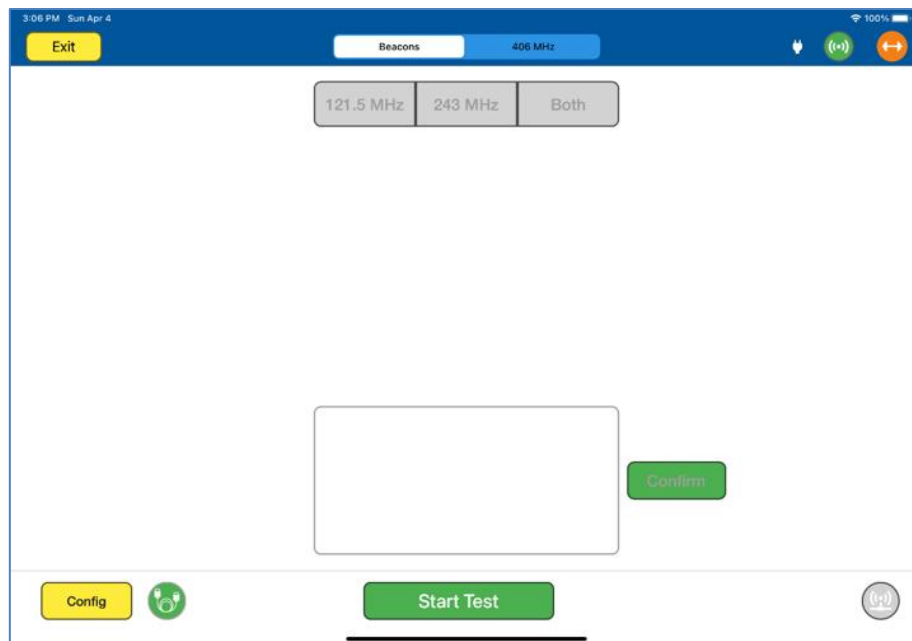 3:06 PM Sun Apr 4
100%
Exit
Beacons
406 MHz
121.5 MHz
243 MHz
Both
Confirm
Config
Start Test